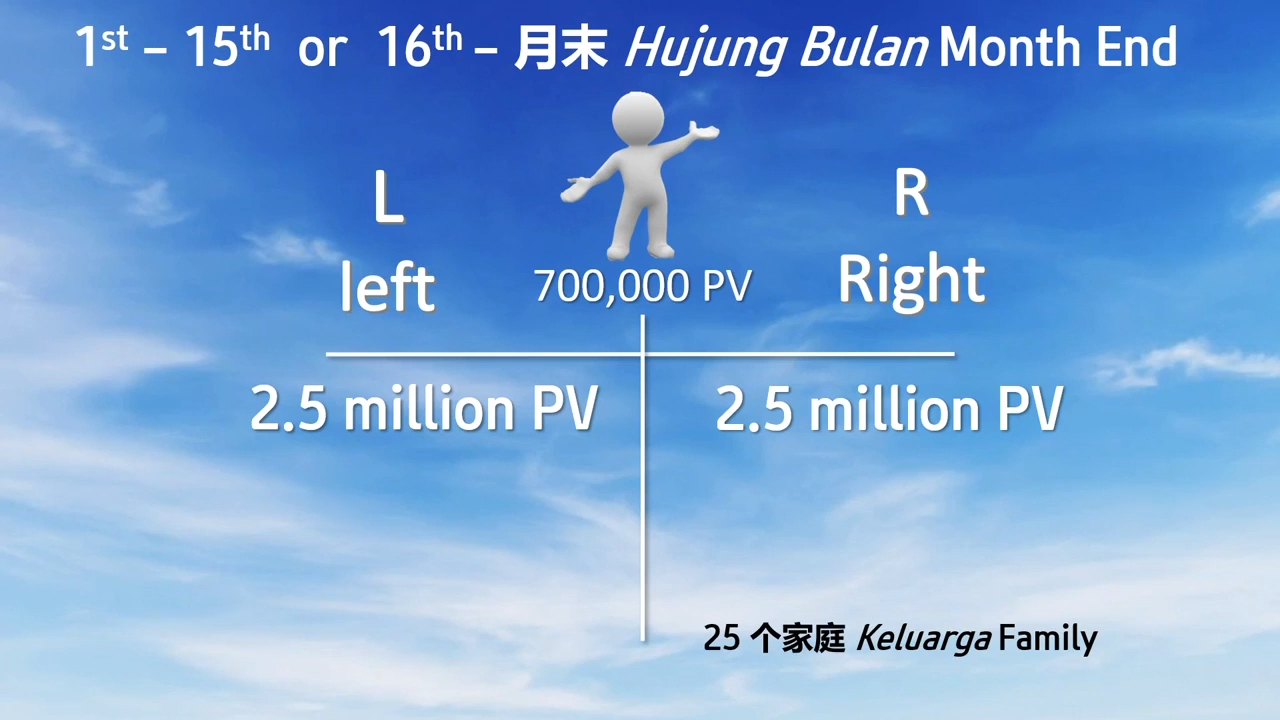 1st – 15th or 16th – 月末 Hujung Bulan Month End
L
left
R
Right
700,000 PV
2.5 million PV
2.5 million PV
25 个家庭 Keluarga Family